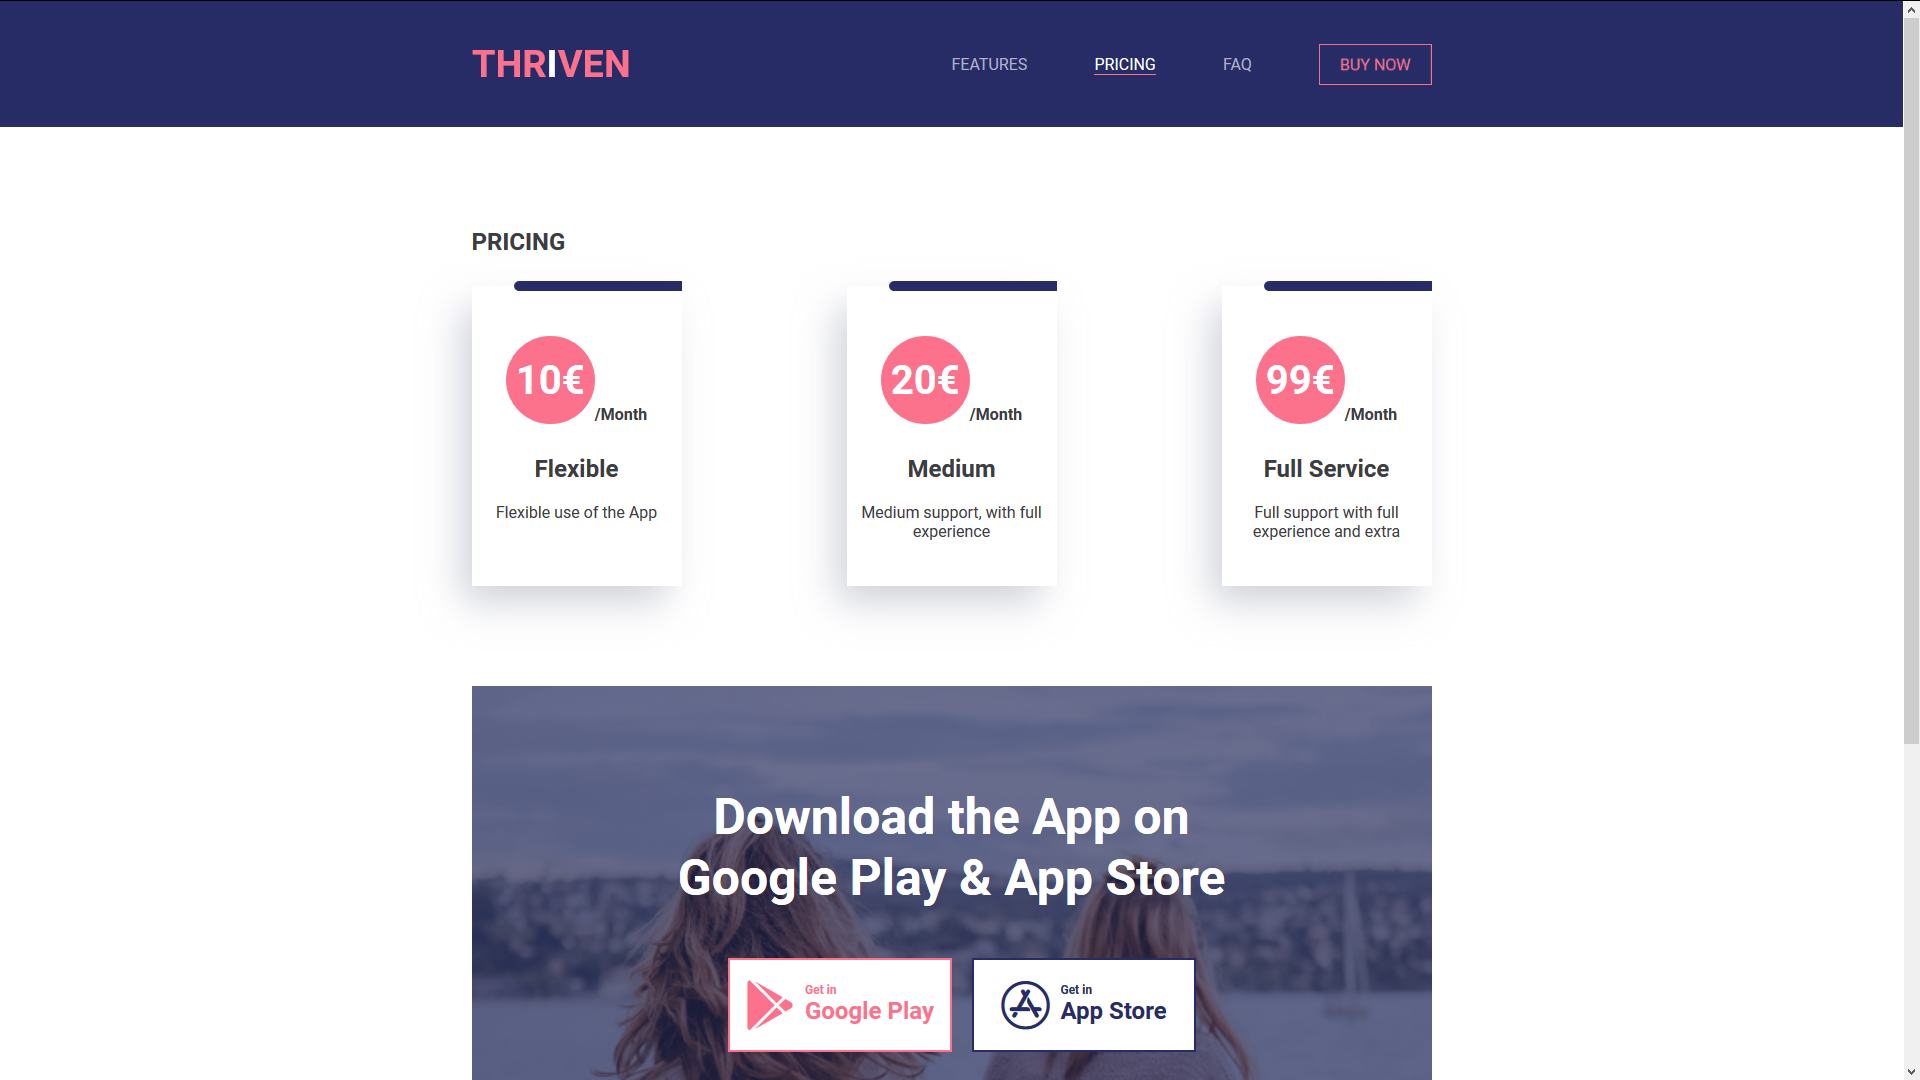 THRIVEN
FEATURES
PRICING
FAQ
BUY NOW
PRICING
10€
/Month
Flexible
Flexible use of the App
20€
/Month
Medium
Medium support, with full
experience
99€
/Month
Full Service
Full support with full
experience and extra
Download the App on
Google Play & App Store
Get in
Google Play
Get in
App Store